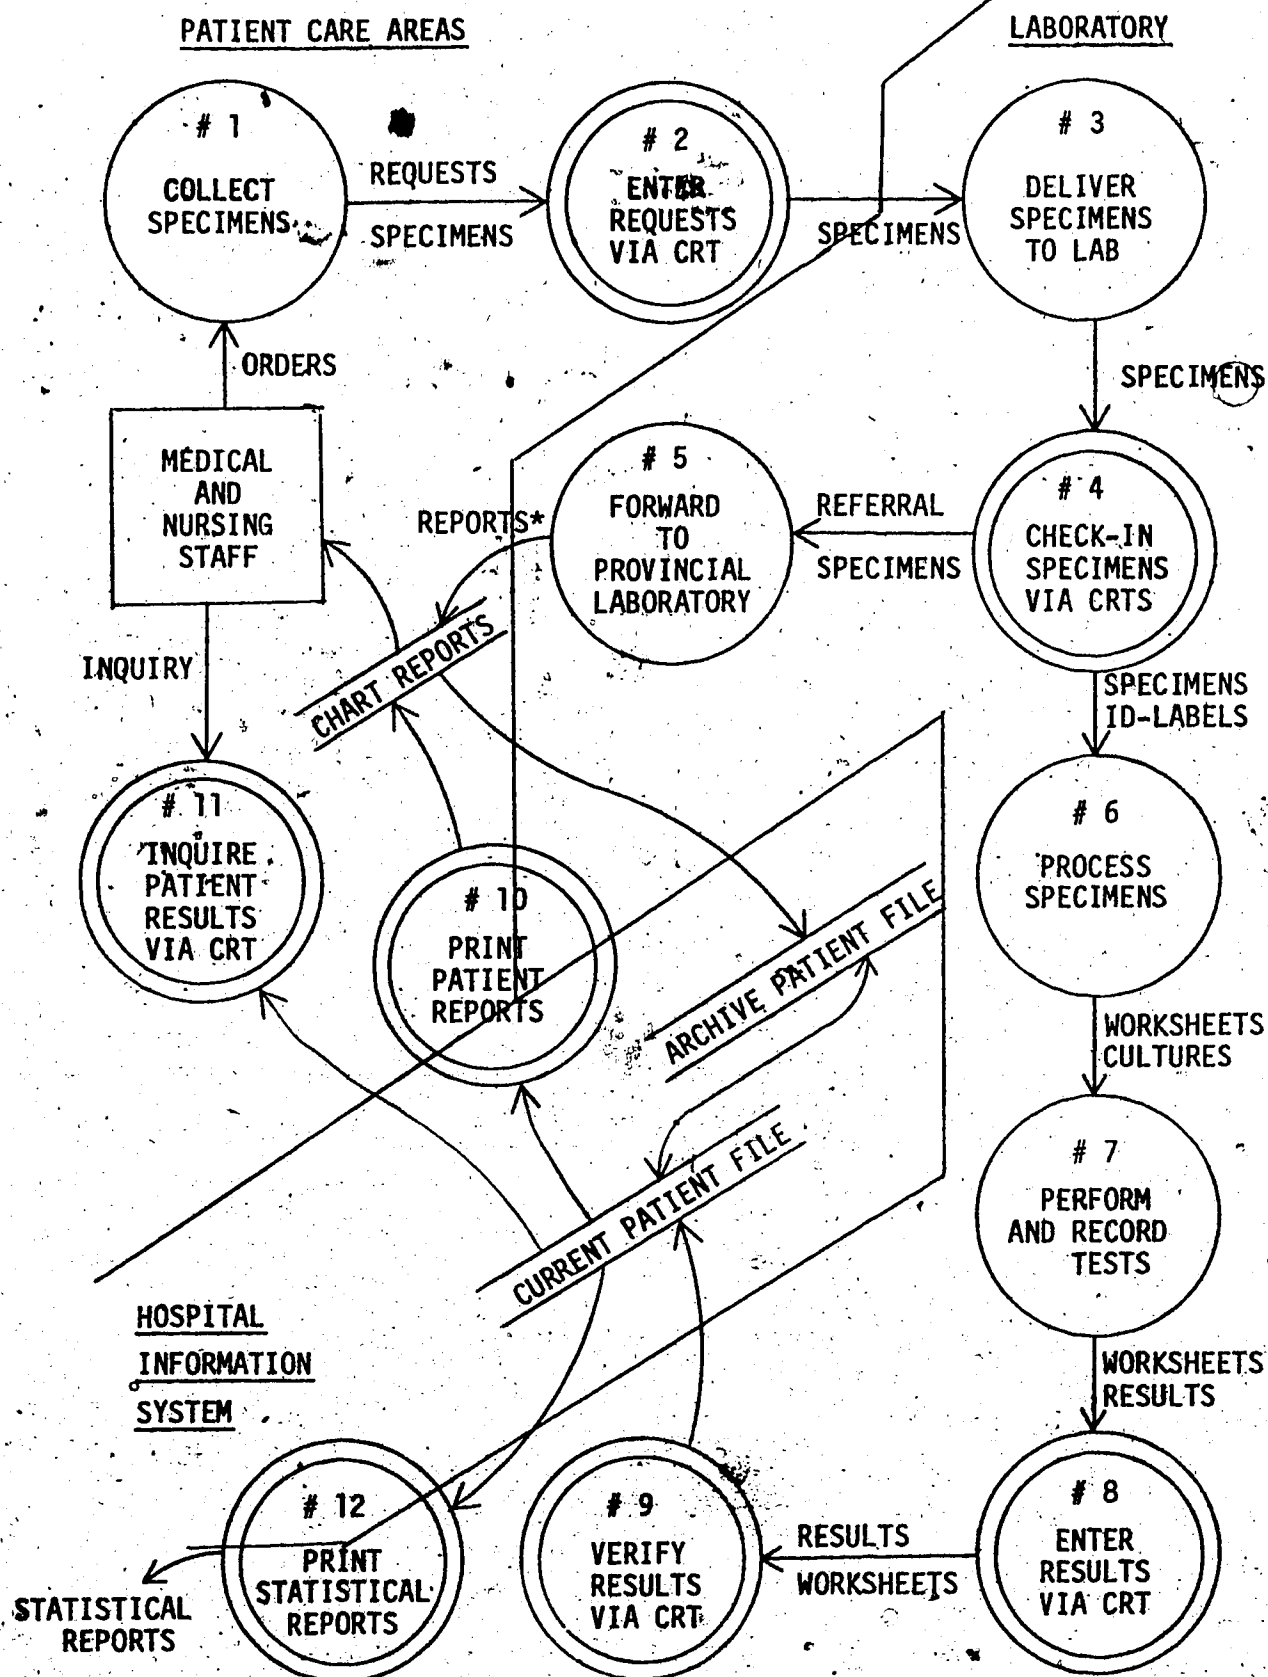 PATIENT CARE AREAS
LABORATORY
# 1
COLLECT
SPECIMENS
REQUESTS
SPECIMENS
# 2
ENTER
REQUESTS
VIA CRT
SPECIMENS
# 3
DELIVER
SPECIMENS
TO LAB
ORDERS
SPECIMENS
MEDICAL
AND
NURSING
STAFF
REPORTS*
# 5
FORWARD
TO
PROVINCIAL
LABORATORY
REFERRAL
SPECIMENS
# 4
CHECK-IN
SPECIMENS
VIA CRTS
INQUIRY
CHART REPORTS
SPECIMENS
ID-LABELS
# 11
INQUIRE
PATIENT
RESULTS
VIA CRT
# 10
PRINT
PATIENT
REPORTS
ARCHIVE PATIENT FILE
# 6
PROCESS
SPECIMENS
WORKSHEETS
CULTURES
CURRENT PATIENT FILE
# 7
PERFORM
AND RECORD
TESTS
HOSPITAL
INFORMATION
SYSTEM
WORKSHEETS
RESULTS
# 12
PRINT
STATISTICAL
REPORTS
STATISTICAL
REPORTS
# 9
VERIFY
RESULTS
VIA CRT
RESULTS
WORKSHEETS
# 8
ENTER
RESULTS
VIA CRT